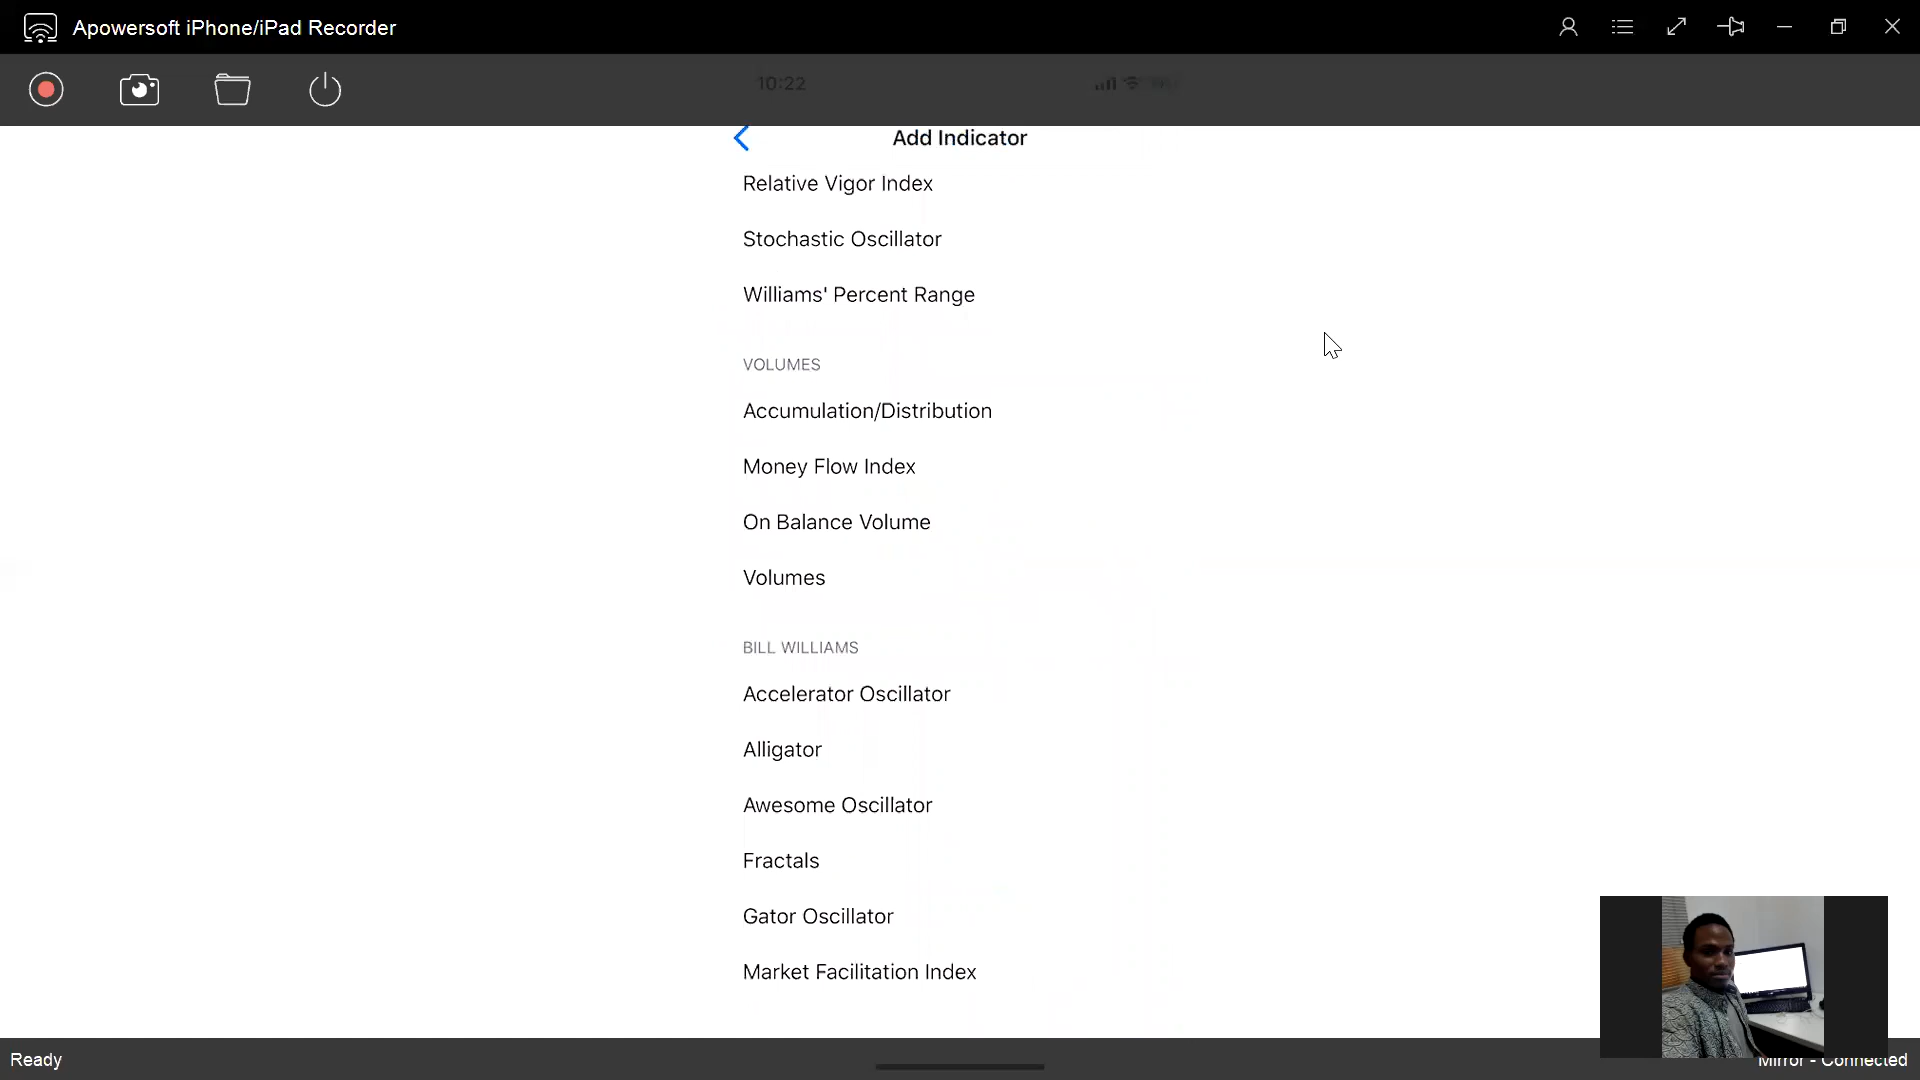 Apowersoft iPhone/iPad Recorder
10:22
Add Indicator
Relative Vigor Index
Stochastic Oscillator
Williams' Percent Range
VOLUMES
Accumulation/Distribution
Money Flow Index
On Balance Volume
Volumes
BILL WILLIAMS
Accelerator Oscillator
Alligator
Awesome Oscillator
Fractals
Gator Oscillator
Market Facilitation Index
Ready
Mirror - Connected